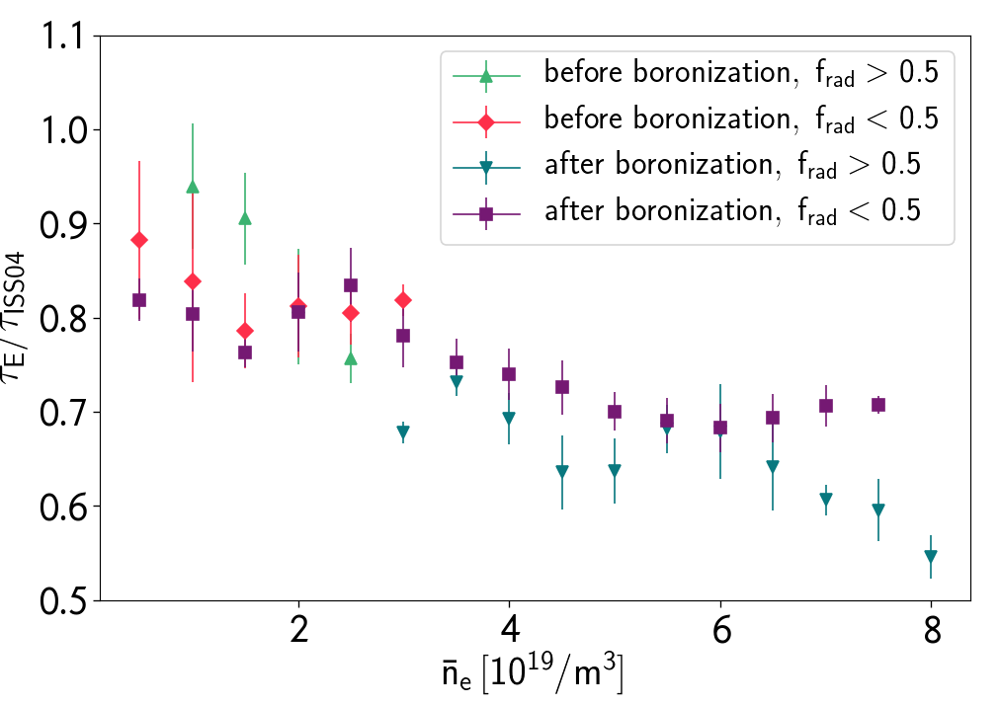 1.1
1.0
0.9
0.8
0.7
0.6
0.5
τE/τISS04
before boronization, frad > 0.5
before boronization, frad < 0.5
after boronization, frad > 0.5
after boronization, frad < 0.5
2 4 6 8
n̄e [10¹⁹/m³]